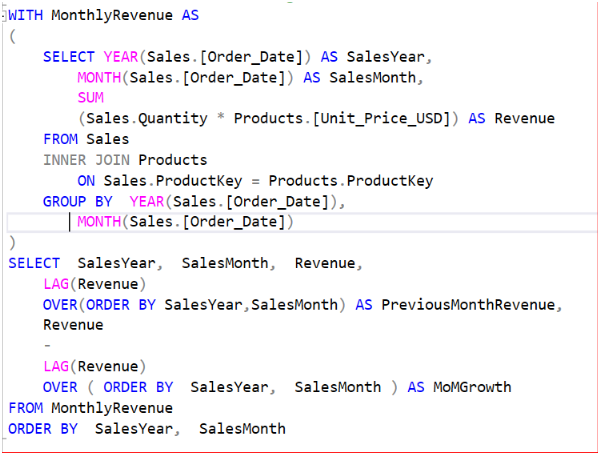 WITH MonthlyRevenue AS
(
SELECT YEAR(Sales.[Order_Date]) AS SalesYear,
MONTH(Sales.[Order_Date]) AS SalesMonth,
SUM
(Sales.Quantity * Products.[Unit_Price_USD]) AS Revenue
FROM Sales
INNER JOIN Products
ON Sales.ProductKey = Products.ProductKey
GROUP BY  YEAR(Sales.[Order_Date]),
MONTH(Sales.[Order_Date])
)
SELECT  SalesYear,  SalesMonth,  Revenue,
LAG(Revenue)
OVER(ORDER BY SalesYear,SalesMonth) AS PreviousMonthRevenue,
Revenue
-
LAG(Revenue)
OVER ( ORDER BY  SalesYear,  SalesMonth ) AS MoMGrowth
FROM MonthlyRevenue
ORDER BY  SalesYear,  SalesMonth